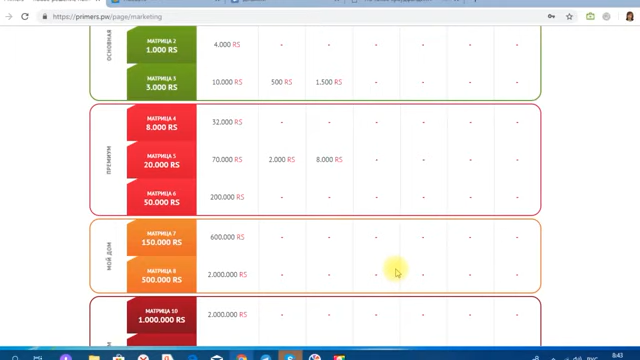 https://primers.pw/page/marketing
ОСНОВНАЯ
МАТРИЦА 2
1.000 RS
4.000 RS - - - - - -
МАТРИЦА 3
3.000 RS
10.000 RS 500 RS 1.500 RS - - - -
ПРЕМИУМ
МАТРИЦА 4
8.000 RS
32.000 RS - - - - - -
МАТРИЦА 5
20.000 RS
70.000 RS 2.000 RS 8.000 RS - - - -
МАТРИЦА 6
50.000 RS
200.000 RS - - - - - -
МОЙ ДОМ
МАТРИЦА 7
150.000 RS
600.000 RS - - - - - -
МАТРИЦА 8
500.000 RS
2.000.000 RS - - - - - -
МАТРИЦА 10
1.000.000 RS
2.000.000 RS - - - - - -
РУС
8:43